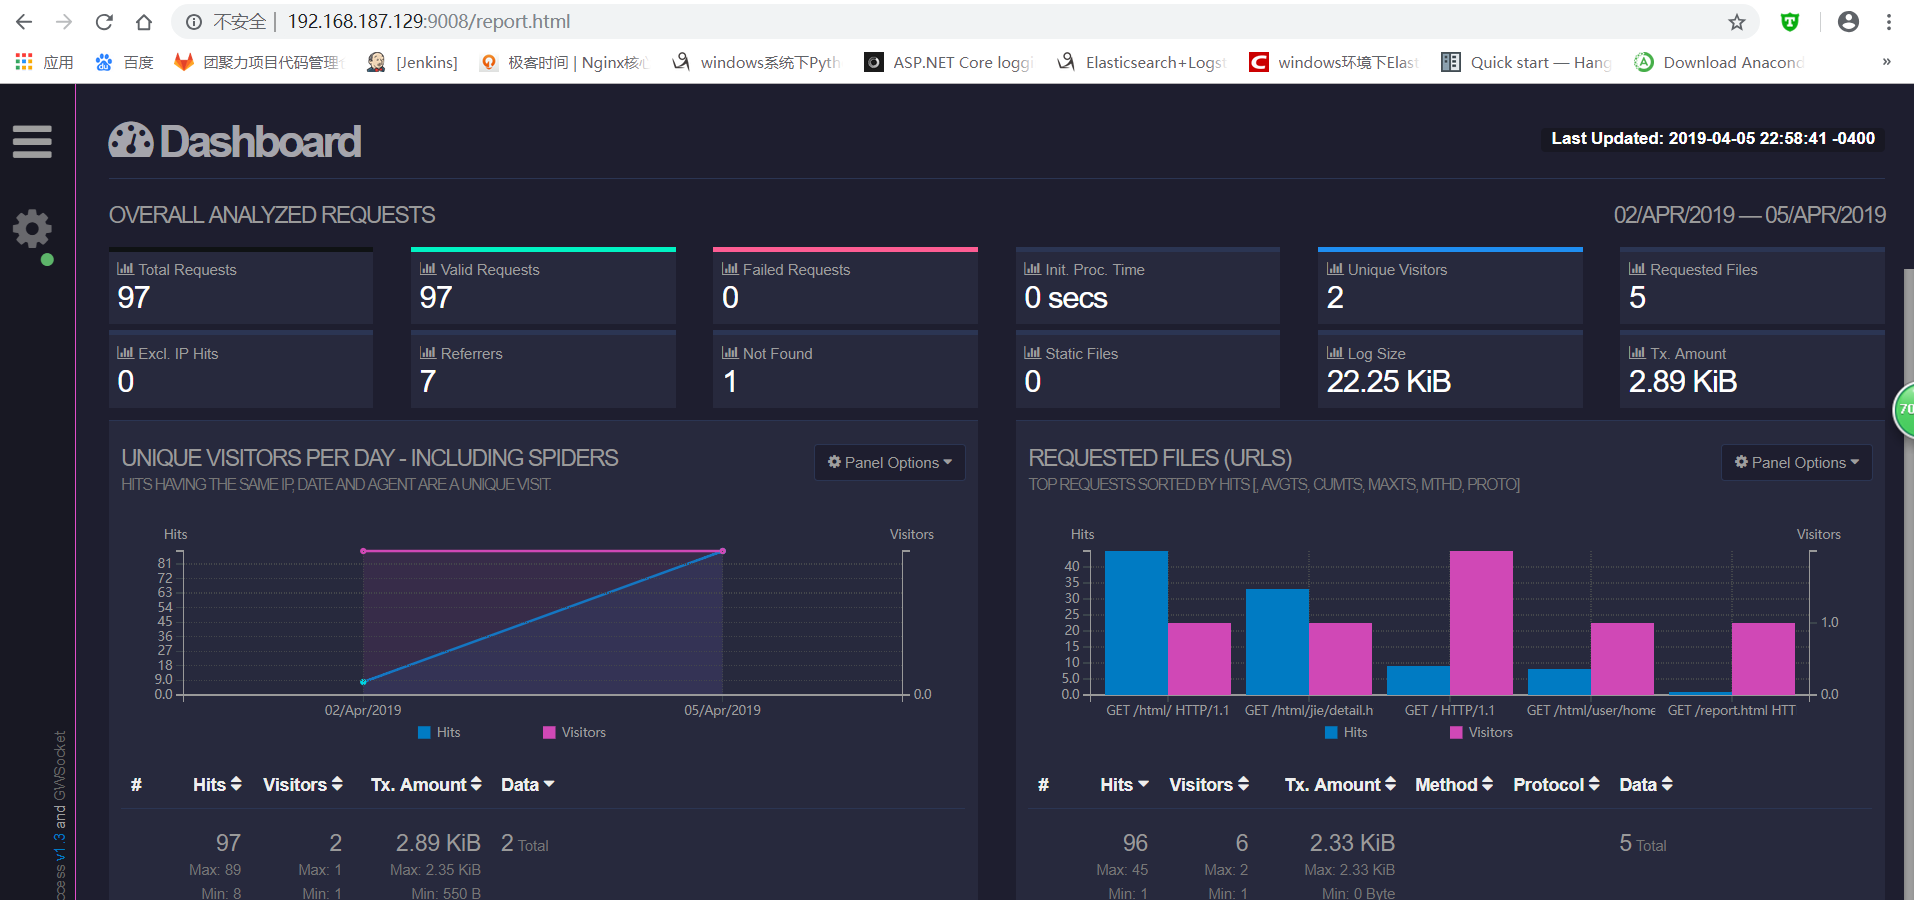 不安全 | 192.168.187.129:9008/report.html
应用 百度 团聚力项目代码管理 [Jenkins] 极客时间 | Nginx核心 windows系统下Pyth ASP.NET Core loggi Elasticsearch+Logst windows环境下Elast Quick start — Hang Download Anacond »
Dashboard
Last Updated: 2019-04-05 22:58:41 -0400
OVERALL ANALYZED REQUESTS
02/APR/2019 — 05/APR/2019
Total Requests Valid Requests Failed Requests Init. Proc. Time Unique Visitors Requested Files
97 97 0 0 secs 2 5
Excl. IP Hits Referrers Not Found Static Files Log Size Tx. Amount
0 7 1 0 22.25 KiB 2.89 KiB
70
UNIQUE VISITORS PER DAY - INCLUDING SPIDERS
Panel Options
HITS HAVING THE SAME IP, DATE AND AGENT ARE A UNIQUE VISIT.
Hits
Visitors
81
72
63
54
45
36
27
18
9.0
0.0
0.0
02/Apr/2019 05/Apr/2019
Hits Visitors
# Hits Visitors Tx. Amount Data
97 2 2.89 KiB 2 Total
Max: 89 Max: 1 Max: 2.35 KiB
Min: 8 Min: 1 Min: 550 B
REQUESTED FILES (URLS)
Panel Options
TOP REQUESTS SORTED BY HITS [, AVGTS, CUMTS, MAXTS, MTHD, PROTO]
Hits
Visitors
40
35
30
25
20
15
10
5.0
0.0
1.0
0.0
GET /html/ HTTP/1.1 GET /html/jie/detail.h GET / HTTP/1.1 GET /html/user/home GET /report.html HTT
Hits Visitors
# Hits Visitors Tx. Amount Method Protocol Data
96 6 2.33 KiB 5 Total
Max: 45 Max: 2 Max: 2.33 KiB
Min: 1 Min: 1 Min: 0 Byte
ccess v1.3 and GWSocket